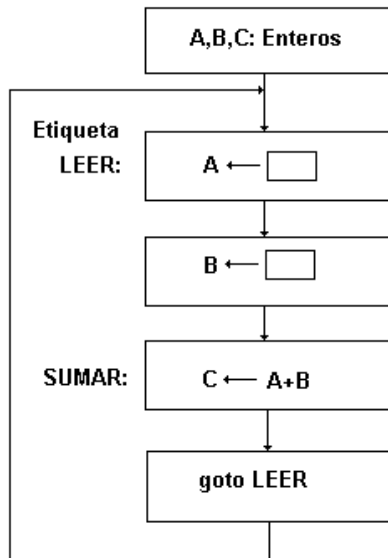 A,B,C: Enteros
Etiqueta
LEER: A ←
B ←
SUMAR: C ← A+B
goto LEER